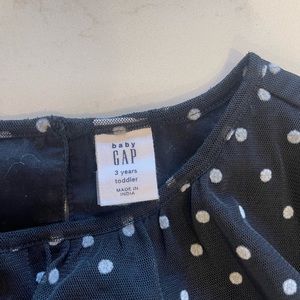 baby
GAP
3 years
toddler
MADE IN
INDIA